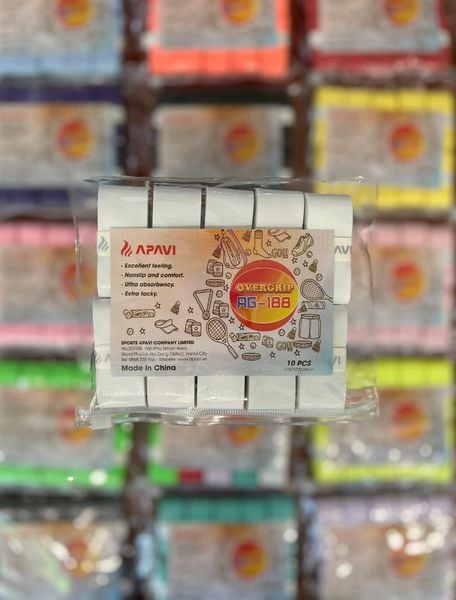 APAVI
- Excellent feeling.
- Nonslip and comfort.
- Ultra absorbency.
- Extra tacky.
OVERGRIP
AG-188
SPORTS APAVI COMPANY LIMITED
Made In China
10 PCS